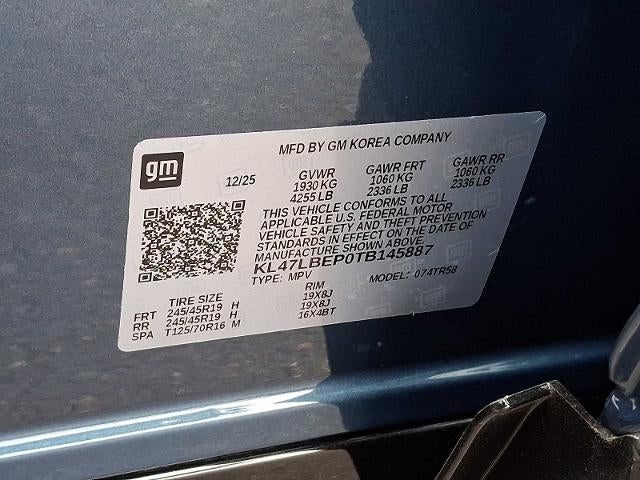 MFD BY GM KOREA COMPANY
gm
12/25 GVWR GAWR FRT GAWR RR
1930 KG 1060 KG 1060 KG
4255 LB 2336 LB 2336 LB
THIS VEHICLE CONFORMS TO ALL
APPLICABLE U.S. FEDERAL MOTOR
VEHICLE SAFETY AND THEFT PREVENTION
STANDARDS IN EFFECT ON THE DATE OF
MANUFACTURE SHOWN ABOVE.
KL47LBEP0TB145887
TYPE: MPV MODEL: 074TR58
TIRE SIZE RIM
FRT 245/45R19 H 19X8J
RR 245/45R19 H 19X8J
SPA T125/70R16 M 16X4BT